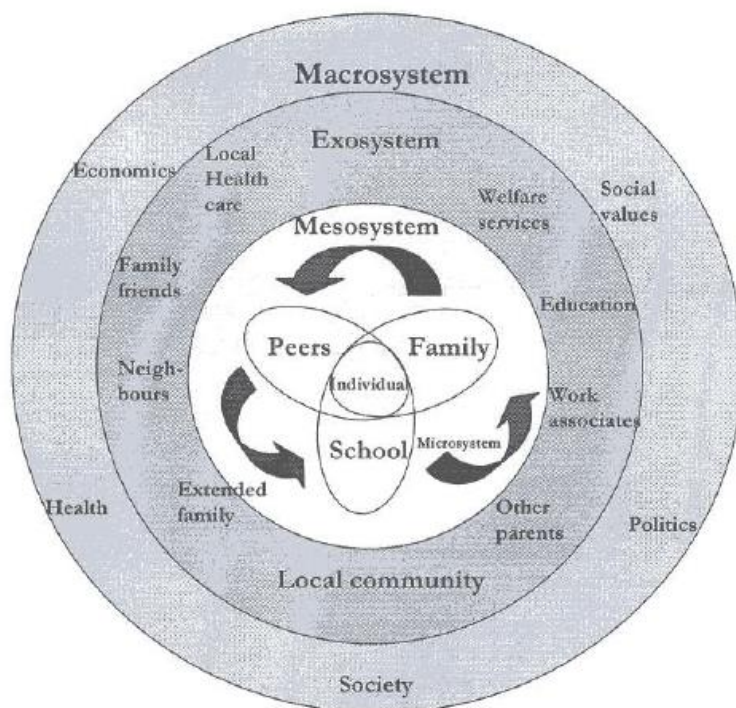 Macrosystem
Exosystem
Economics
Local
Health
care
Welfare
services
Social
values
Mesosystem
Family
friends
Education
Peers
Family
Individual
Neigh-
bours
Work
associates
School
Microsystem
Extended
family
Health
Other
parents
Politics
Local community
Society